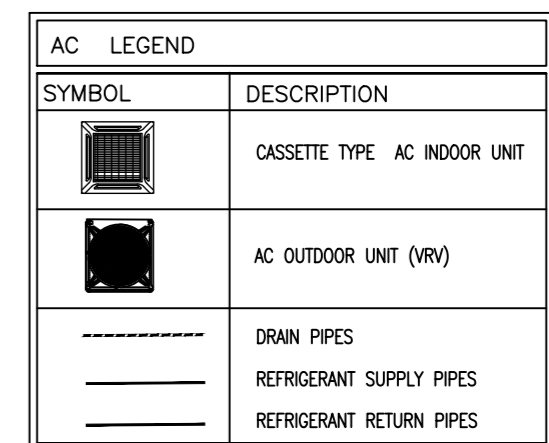 AC LEGEND
SYMBOL DESCRIPTION
CASSETTE TYPE AC INDOOR UNIT
AC OUTDOOR UNIT (VRV)
DRAIN PIPES
REFRIGERANT SUPPLY PIPES
REFRIGERANT RETURN PIPES